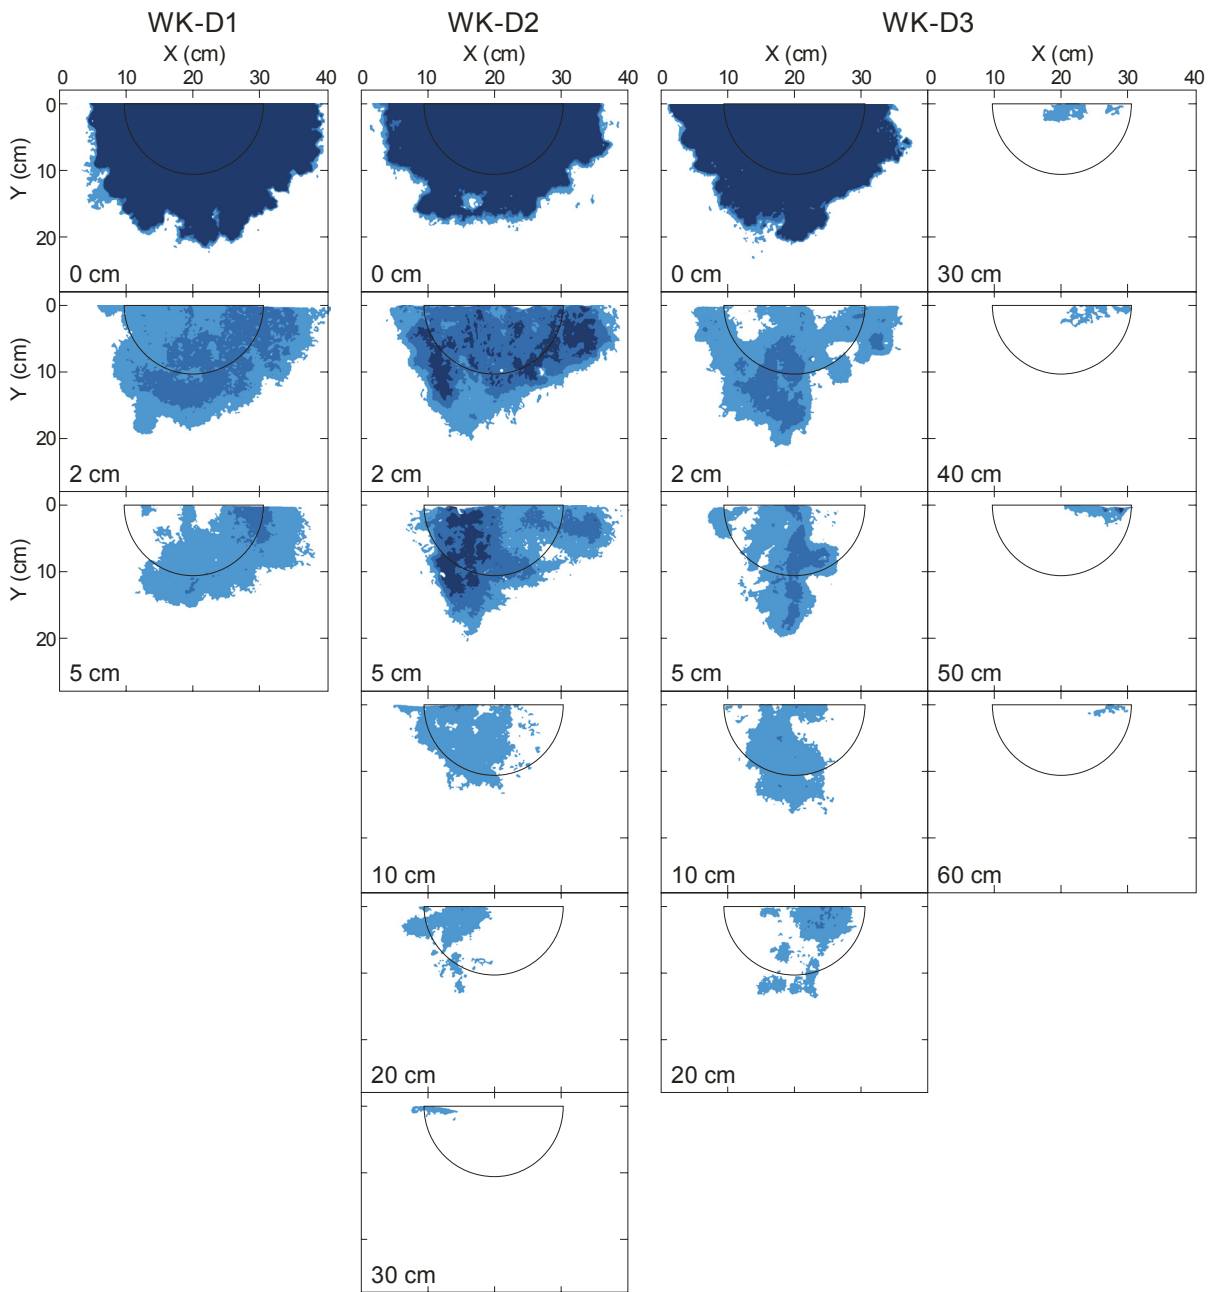 WK-D1 WK-D2 WK-D3
X (cm) X (cm) X (cm) X (cm)
0 10 20 30 40 0 10 20 30 40 0 10 20 30 40 0 10 20 30 40
0
10
20
Y (cm)
0 cm 0 cm 0 cm 30 cm
0
10
20
Y (cm)
2 cm 2 cm 2 cm 40 cm
0
10
20
Y (cm)
5 cm 5 cm 5 cm 50 cm
10 cm 10 cm 60 cm
20 cm 20 cm
30 cm